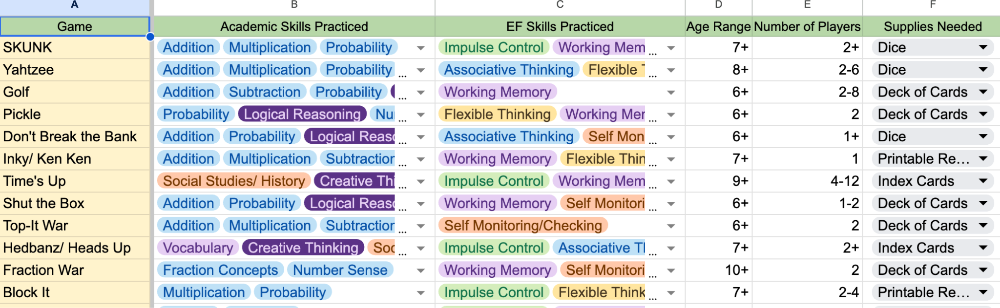 A B C D E F
Game Academic Skills Practiced EF Skills Practiced Age Range Number of Players Supplies Needed
SKUNK Addition Multiplication Probability Impulse Control Working Mem... 7+ 2+ Dice
Yahtzee Addition Multiplication Probability ... Associative Thinking Flexible ... 8+ 2-6 Dice
Golf Addition Subtraction Probability ... Working Memory 6+ 2-8 Deck of Cards
Pickle Probability Logical Reasoning Nu... Flexible Thinking Working Mer... 6+ 2 Deck of Cards
Don't Break the Bank Addition Probability Logical Reas... Associative Thinking Self Mon... 6+ 1+ Dice
Inky/ Ken Ken Addition Multiplication Subtraction... Working Memory Flexible Thin... 7+ 1 Printable Re...
Time's Up Social Studies/ History Creative Thi... Impulse Control Working Mem... 9+ 4-12 Index Cards
Shut the Box Addition Probability Logical Reas... Working Memory Self Monitori... 6+ 1-2 Deck of Cards
Top-It War Addition Multiplication Subtraction... Self Monitoring/Checking 6+ 2 Deck of Cards
Hedbanz/ Heads Up Vocabulary Creative Thinking Soc... Impulse Control Associative Th... 7+ 2+ Index Cards
Fraction War Fraction Concepts Number Sense Working Memory Self Monitori... 10+ 2 Deck of Cards
Block It Multiplication Probability Impulse Control Flexible Think... 7+ 2-4 Printable Re...